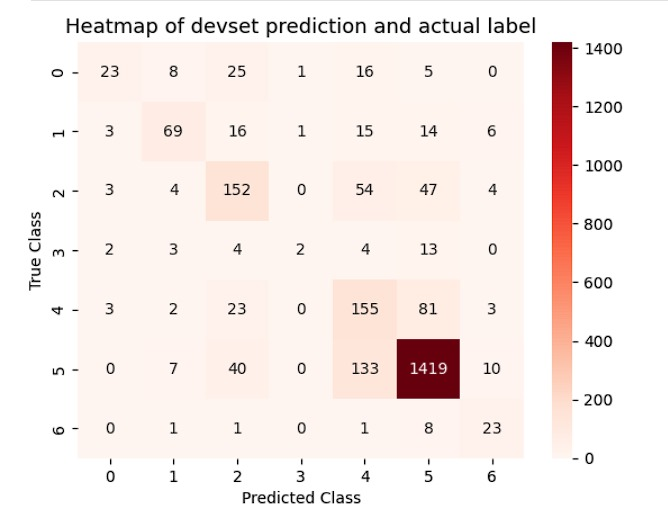 Heatmap of devset prediction and actual label
0 23 8 25 1 16 5 0
1 3 69 16 1 15 14 6
2 3 4 152 0 54 47 4
3 2 3 4 2 4 13 0
4 3 2 23 0 155 81 3
5 0 7 40 0 133 1419 10
6 0 1 1 0 1 8 23
0 1 2 3 4 5 6
Predicted Class
True Class
1400
1200
1000
800
600
400
200
0